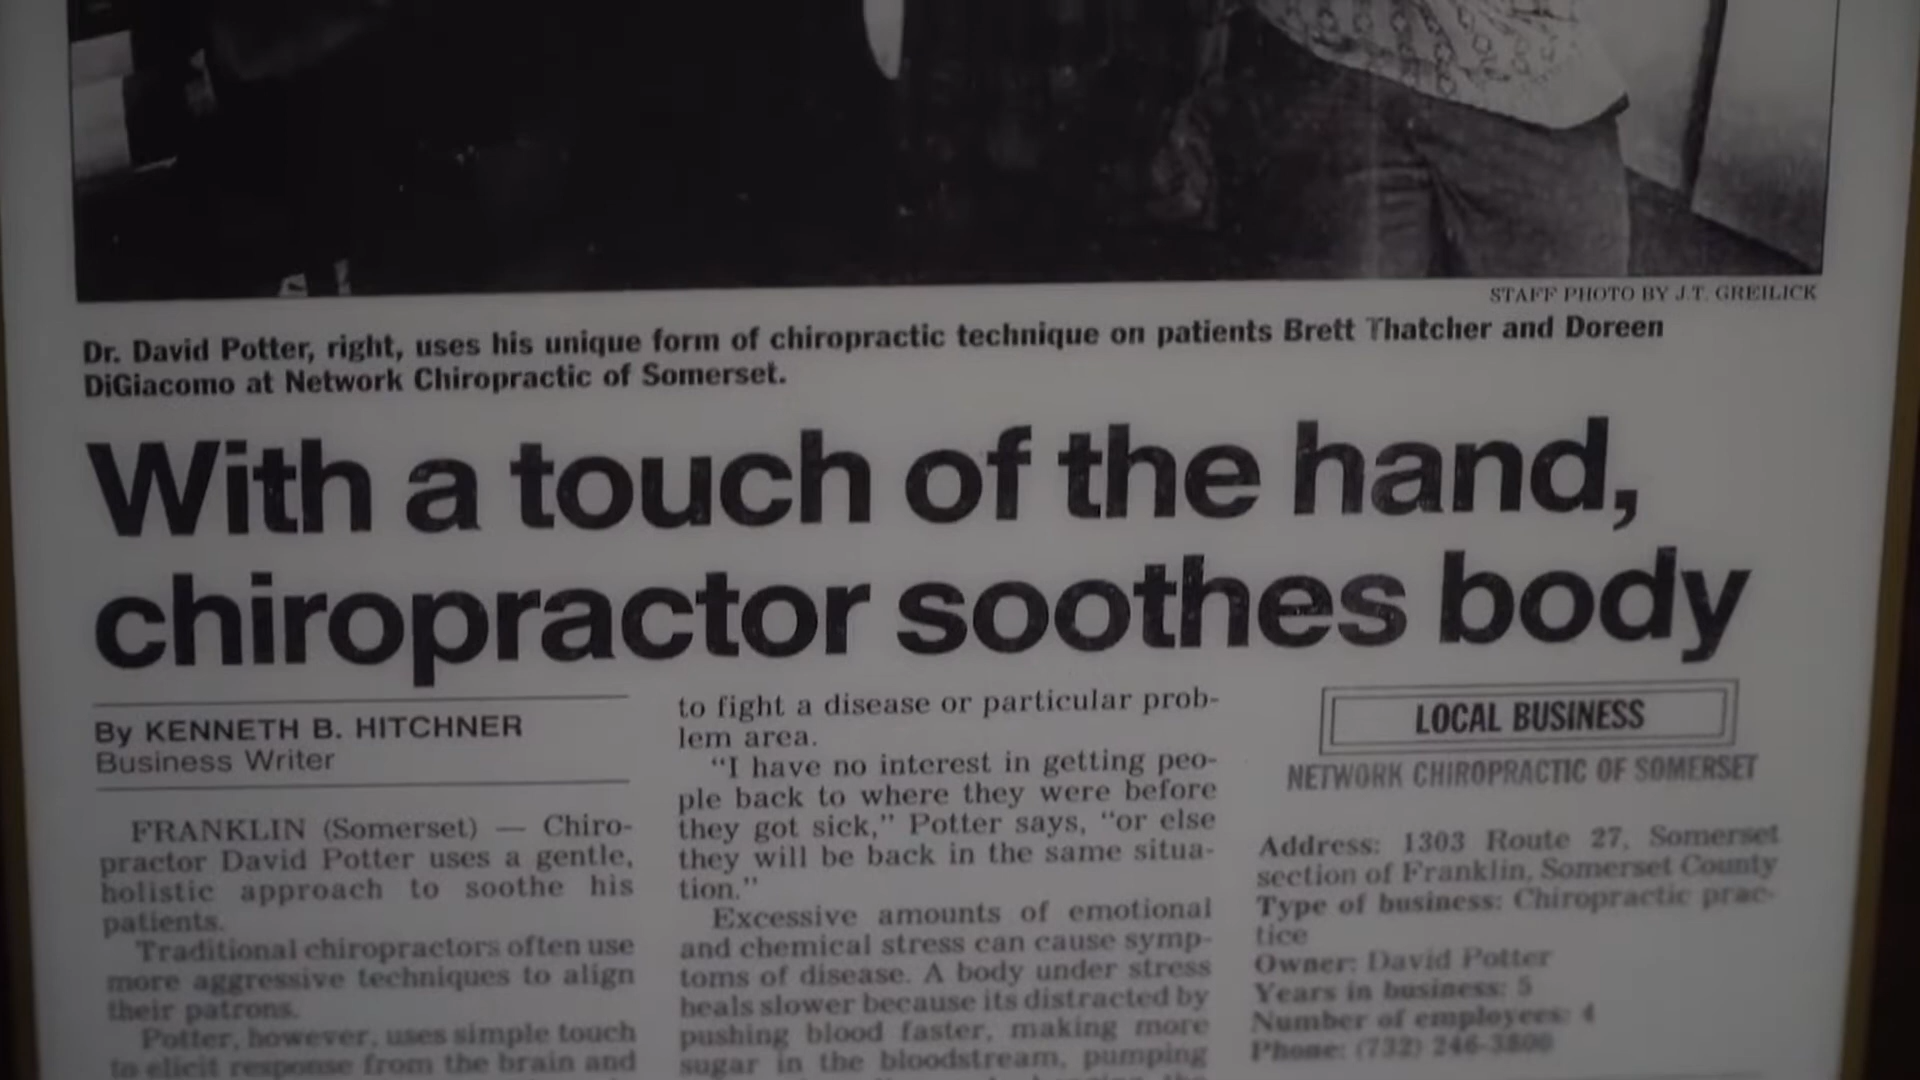 STAFF PHOTO BY J.T. GREILICK
Dr. David Potter, right, uses his unique form of chiropractic technique on patients Brett Thatcher and Doreen
DiGiacomo at Network Chiropractic of Somerset.
With a touch of the hand,
chiropractor soothes body
By KENNETH B. HITCHNER
Business Writer
FRANKLIN (Somerset) — Chiro-
practor David Potter uses a gentle,
holistic approach to soothe his
patients.
Traditional chiropractors often use
more aggressive techniques to align
their patrons.
Potter, however, uses simple touch
to elicit response from the brain and
to fight a disease or particular prob-
lem area.
“I have no interest in getting peo-
ple back to where they were before
they got sick,” Potter says, “or else
they will be back in the same situa-
tion.”
Excessive amounts of emotional
and chemical stress can cause symp-
toms of disease. A body under stress
heals slower because its distracted by
pushing blood faster, making more
sugar in the bloodstream, pumping
LOCAL BUSINESS
NETWORK CHIROPRACTIC OF SOMERSET
Address: 1303 Route 27, Somerset
section of Franklin, Somerset County
Type of business: Chiropractic prac-
tice
Owner: David Potter
Years in business: 5
Number of employees: 4
Phone: (732) 246-3800